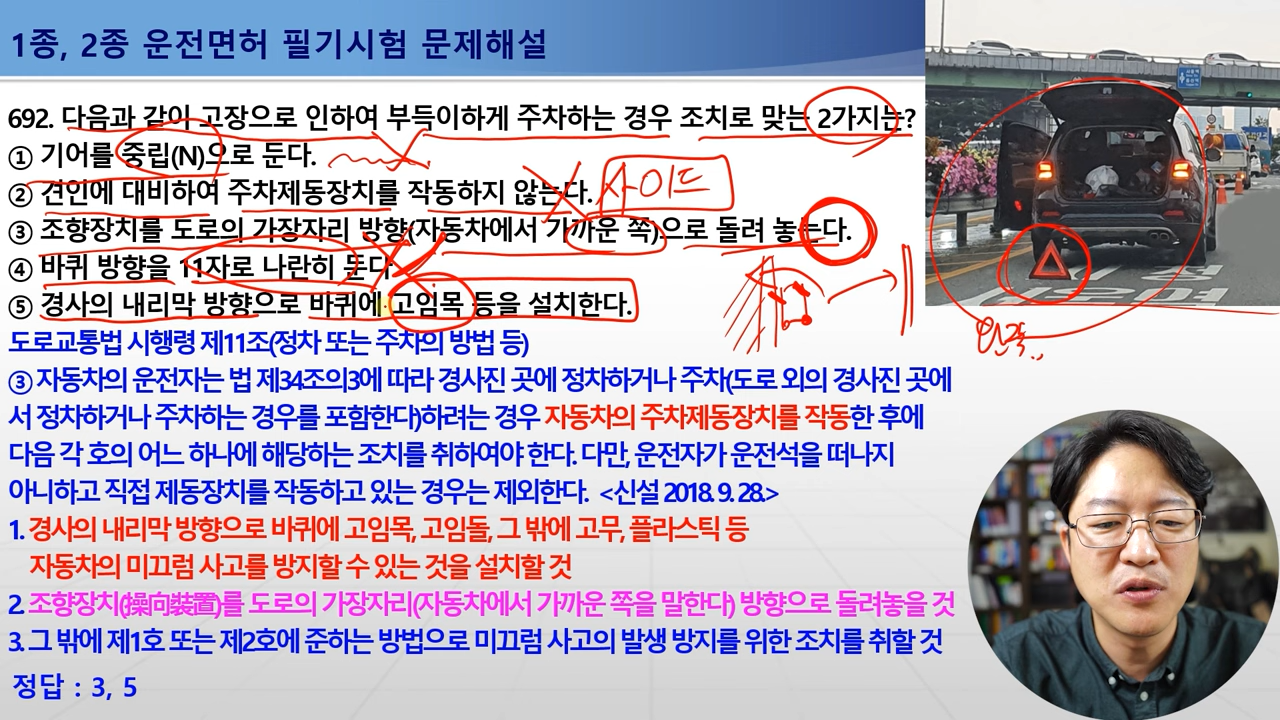 1종, 2종 운전면허 필기시험 문제해설
692. 다음과 같이 고장으로 인하여 부득이하게 주차하는 경우 조치로 맞는 2가지는?
① 기어를 중립(N)으로 둔다.
② 견인에 대비하여 주차제동장치를 작동하지 않는다.
사이드
③ 조향장치를 도로의 가장자리 방향(자동차에서 가까운 쪽)으로 돌려 놓는다.
④ 바퀴 방향을 11자로 나란히 둔다.
⑤ 경사의 내리막 방향으로 바퀴에 고임목 등을 설치한다.
도로교통법 시행령 제11조(정차 또는 주차의 방법 등)
③ 자동차의 운전자는 법 제34조의3에 따라 경사진 곳에 정차하거나 주차(도로 외의 경사진 곳에
서 정차하거나 주차하는 경우를 포함한다)하려는 경우 자동차의 주차제동장치를 작동한 후에
다음 각 호의 어느 하나에 해당하는 조치를 취하여야 한다. 다만, 운전자가 운전석을 떠나지
아니하고 직접 제동장치를 작동하고 있는 경우는 제외한다. <신설 2018. 9. 28.>
1. 경사의 내리막 방향으로 바퀴에 고임목, 고임돌, 그 밖에 고무, 플라스틱 등
자동차의 미끄럼 사고를 방지할 수 있는 것을 설치할 것
2. 조향장치(操向裝置)를 도로의 가장자리(자동차에서 가까운 쪽을 말한다) 방향으로 돌려놓을 것
3. 그 밖에 제1호 또는 제2호에 준하는 방법으로 미끄럼 사고의 발생 방지를 위한 조치를 취할 것
정답 : 3, 5